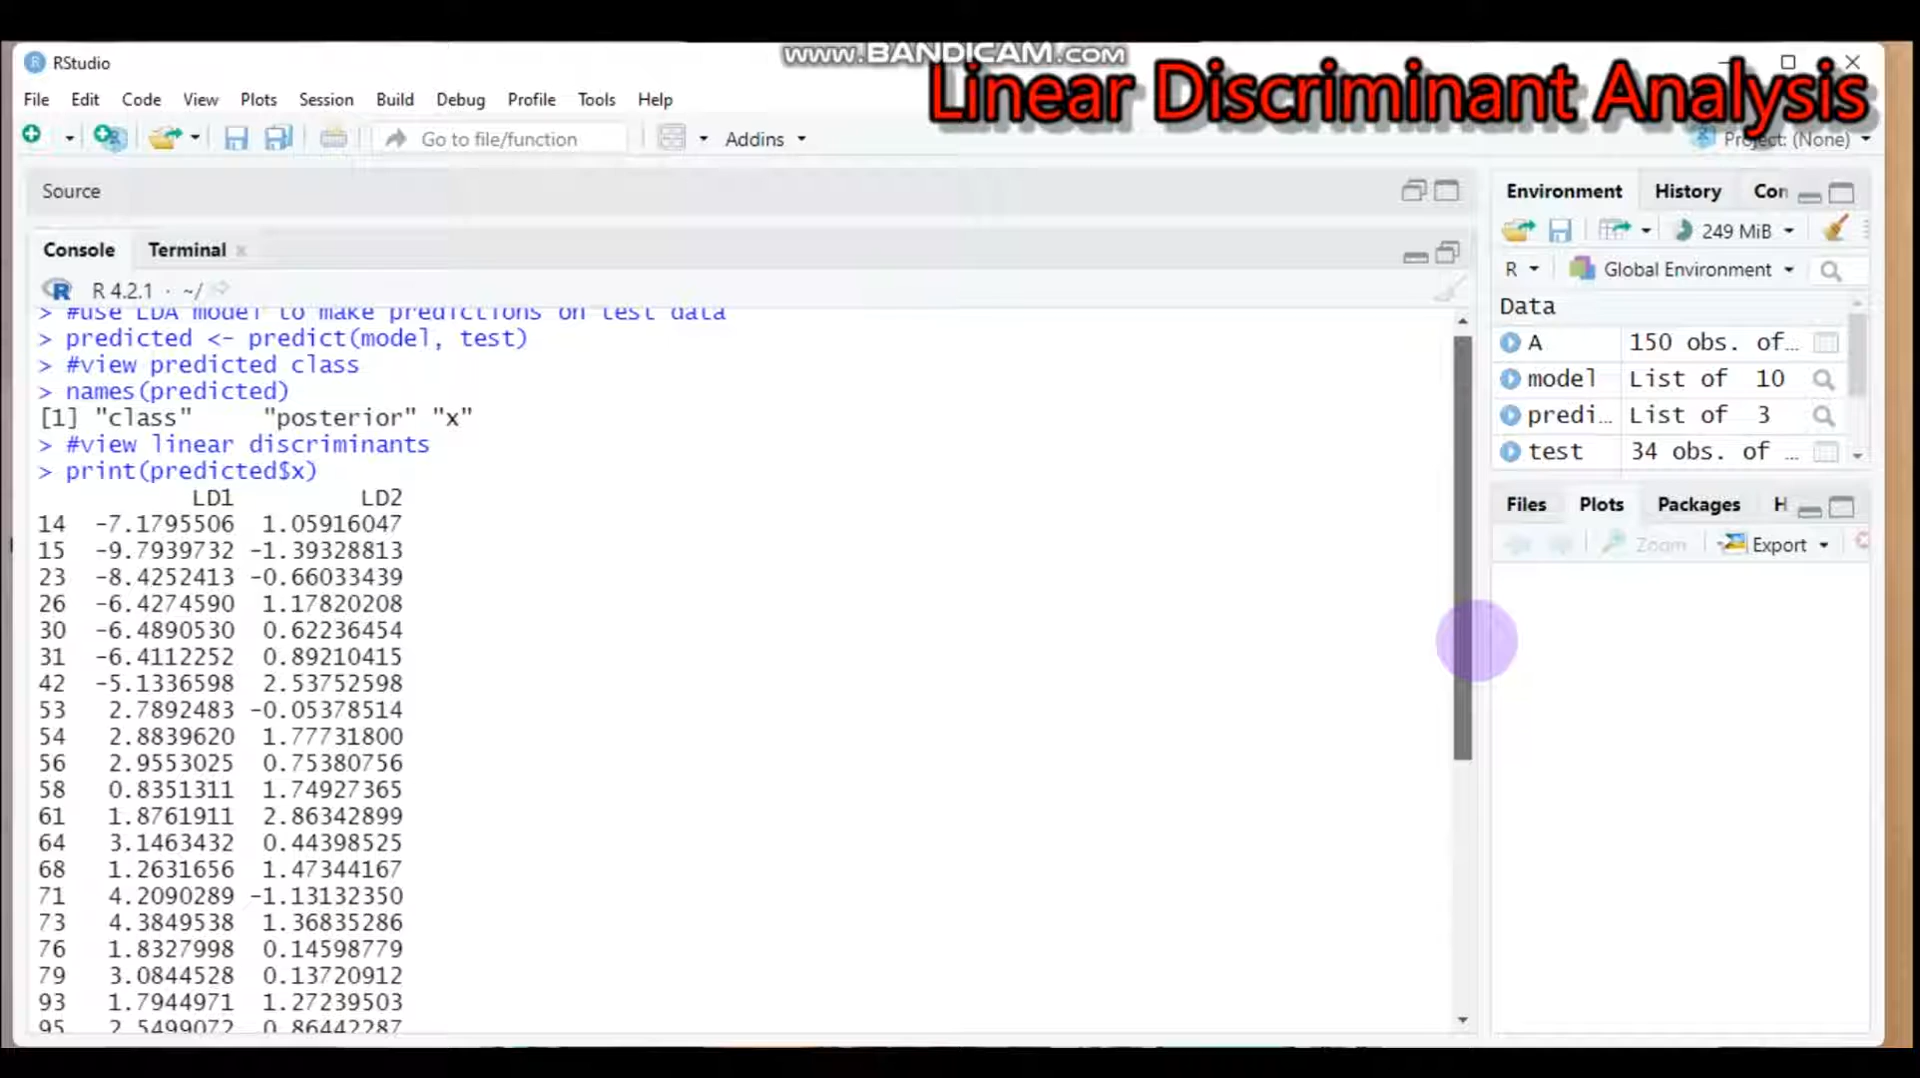 www.BANDICAM.com
RStudio
Linear Discriminant Analysis
File Edit Code View Plots Session Build Debug Profile Tools Help
Go to file/function Addins
Project: (None)
Source
Environment History Con
Console Terminal
249 MiB
R 4.2.1 · ~/
R Global Environment
Data
A 150 obs. of…
model List of 10
predi… List of 3
test 34 obs. of …
Files Plots Packages H
Zoom Export
> #use LDA model to make predictions on test data
> predicted <- predict(model, test)
> #view predicted class
> names(predicted)
[1] "class" "posterior" "x"
> #view linear discriminants
> print(predicted$x)
LD1 LD2
14 -7.1795506 1.05916047
15 -9.7939732 -1.39328813
23 -8.4252413 -0.66033439
26 -6.4274590 1.17820208
30 -6.4890530 0.62236454
31 -6.4112252 0.89210415
42 -5.1336598 2.53752598
53 2.7892483 -0.05378514
54 2.8839620 1.77731800
56 2.9553025 0.75380756
58 0.8351311 1.74927365
61 1.8761911 2.86342899
64 3.1463432 0.44398525
68 1.2631656 1.47344167
71 4.2090289 -1.13132350
73 4.3849538 1.36835286
76 1.8327998 0.14598779
79 3.0844528 0.13720912
93 1.7944971 1.27239503
95 2.5499072 0.86442287